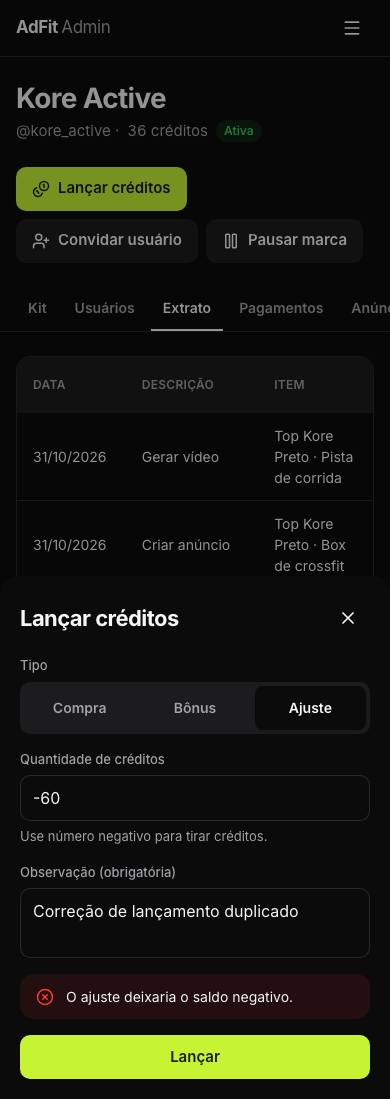 AdFit Admin
Kore Active
@kore_active · 36 créditos Ativa
Lançar créditos
Convidar usuário
Pausar marca
Kit Usuários Extrato Pagamentos Anúnc
DATA DESCRIÇÃO ITEM
31/10/2026 Gerar vídeo Top Kore
Preto · Pista
de corrida
31/10/2026 Criar anúncio Top Kore
Preto · Box
de crossfit
Lançar créditos
Tipo
Compra Bônus Ajuste
Quantidade de créditos
-60
Use número negativo para tirar créditos.
Observação (obrigatória)
Correção de lançamento duplicado
O ajuste deixaria o saldo negativo.
Lançar